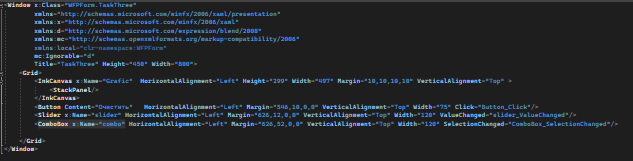 <Window x:Class="WFPForm.TaskThree"
xmlns="http://schemas.microsoft.com/winfx/2006/xaml/presentation"
xmlns:x="http://schemas.microsoft.com/winfx/2006/xaml"
xmlns:d="http://schemas.microsoft.com/expression/blend/2008"
xmlns:mc="http://schemas.openxmlformats.org/markup-compatibility/2006"
xmlns:local="clr-namespace:WFPForm"
mc:Ignorable="d"
Title="TaskThree" Height="450" Width="800">
<Grid>
<InkCanvas x:Name="Grafic" HorizontalAlignment="Left" Height="299" Width="497" Margin="10,10,10,10" VerticalAlignment="Top" >
<StackPanel/>
</InkCanvas>
<Button Content="Очистить" HorizontalAlignment="Left" Margin="546,10,0,0" VerticalAlignment="Top" Width="75" Click="Button_Click"/>
<Slider x:Name="slider" HorizontalAlignment="Left" Margin="626,12,0,0" VerticalAlignment="Top" Width="120" ValueChanged="slider_ValueChanged"/>
<ComboBox x:Name="combo" HorizontalAlignment="Left" Margin="626,52,0,0" VerticalAlignment="Top" Width="120" SelectionChanged="ComboBox_SelectionChanged"/>
</Grid>
</Window>